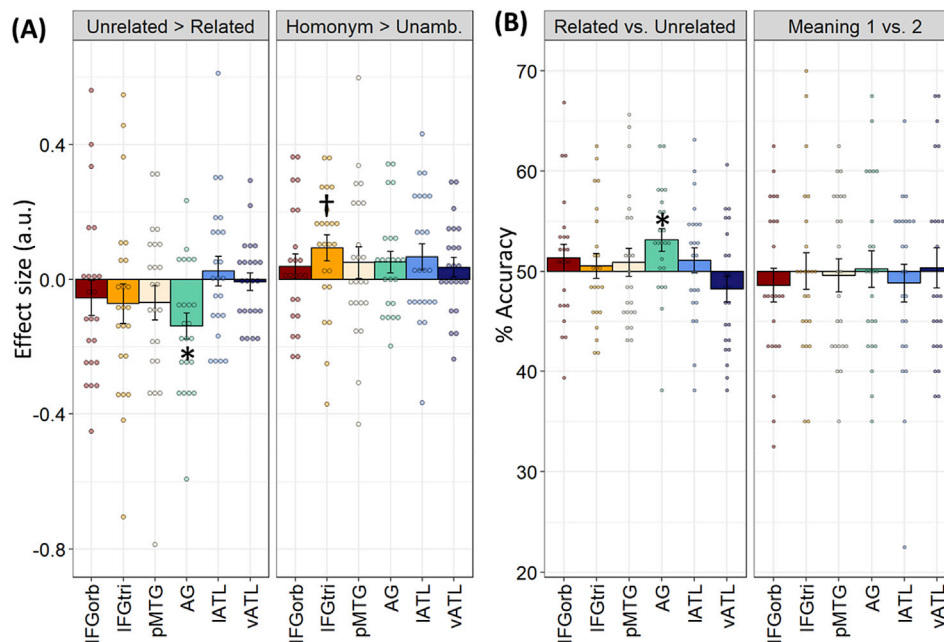 (A)
Unrelated > Related
Homonym > Unamb.
Effect size (a.u.)
0.4
0.0
-0.4
-0.8
†
*
IFGorb
IFGtri
pMTG
AG
lATL
vATL
IFGorb
IFGtri
pMTG
AG
lATL
vATL
(B)
Related vs. Unrelated
Meaning 1 vs. 2
% Accuracy
70
60
50
40
30
20
*
IFGorb
IFGtri
pMTG
AG
lATL
vATL
IFGorb
IFGtri
pMTG
AG
lATL
vATL